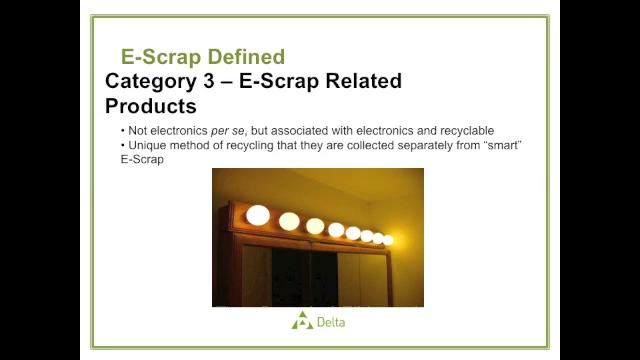 E-Scrap Defined
Category 3 – E-Scrap Related
Products
• Not electronics per se, but associated with electronics and recyclable
• Unique method of recycling that they are collected separately from “smart”
E-Scrap
Delta